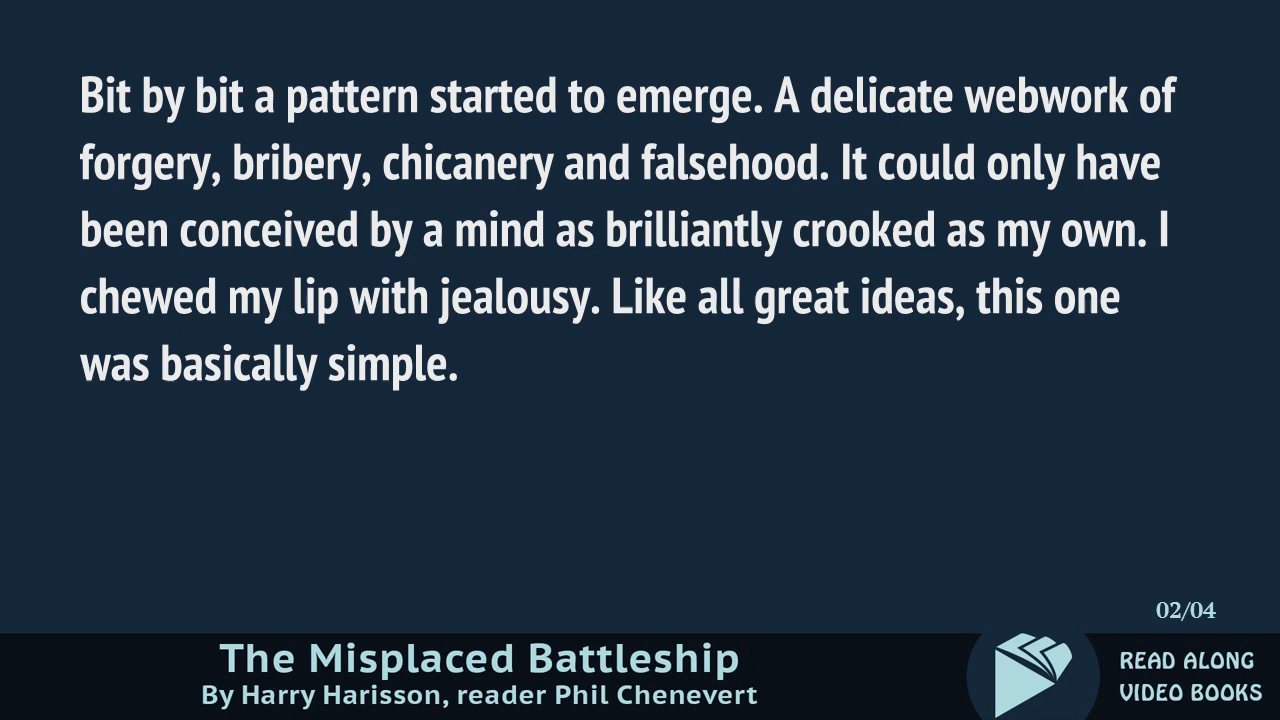 Bit by bit a pattern started to emerge. A delicate webwork of
forgery, bribery, chicanery and falsehood. It could only have
been conceived by a mind as brilliantly crooked as my own. I
chewed my lip with jealousy. Like all great ideas, this one
was basically simple.
02/04
The Misplaced Battleship
By Harry Harisson, reader Phil Chenevert
READ ALONG
VIDEO BOOKS